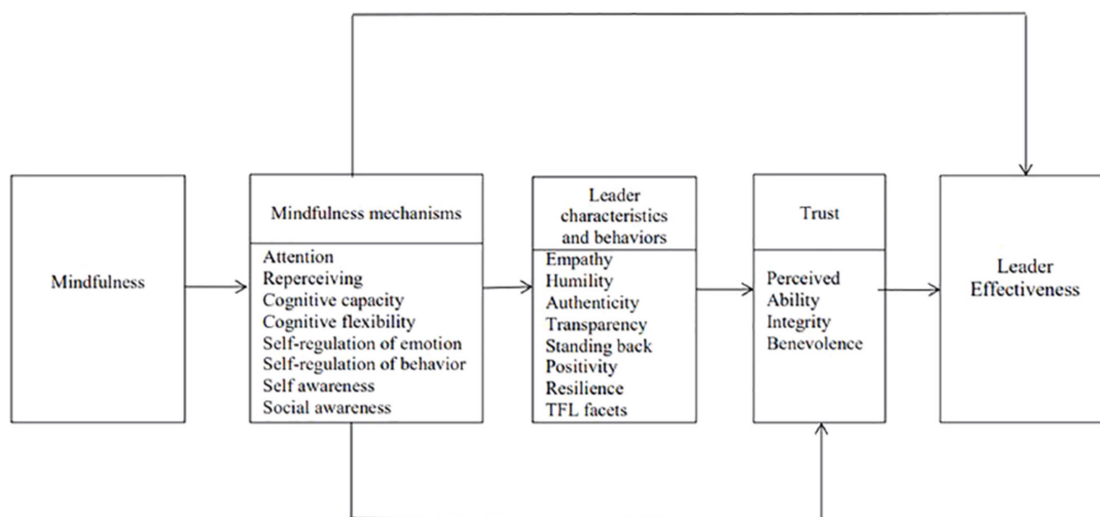 Mindfulness
Mindfulness mechanisms
Attention
Reperceiving
Cognitive capacity
Cognitive flexibility
Self-regulation of emotion
Self-regulation of behavior
Self awareness
Social awareness
Leader
characteristics
and behaviors
Empathy
Humility
Authenticity
Transparency
Standing back
Positivity
Resilience
TFL facets
Trust
Perceived
Ability
Integrity
Benevolence
Leader
Effectiveness